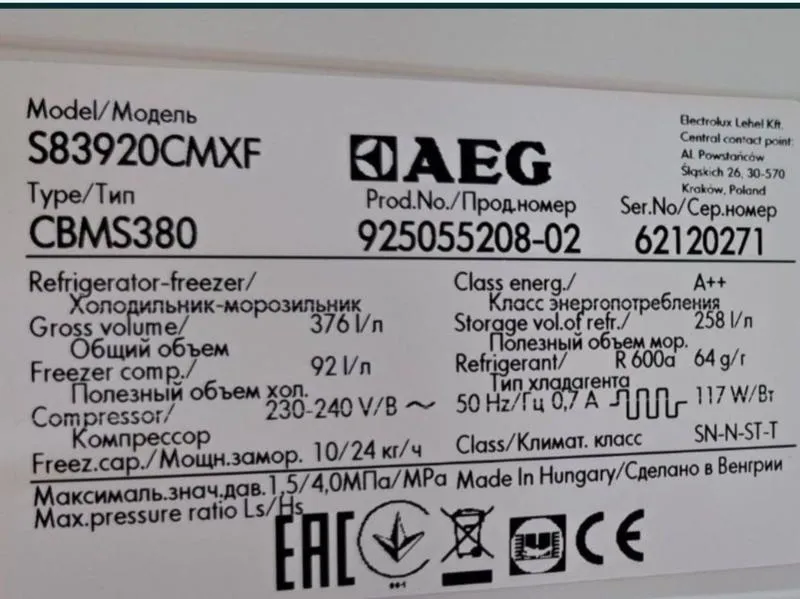 Model/Модель
S83920CMXF
AEG
Electrolux Lehel Kft.
Central contact point:
Al. Powstańców
Śląskich 26, 30-570
Kraków, Poland
Type/Тип
CBMS380
Prod.No./Прод.номер
925055208-02
Ser.No/Сер.номер
62120271
Refrigerator-freezer/
Холодильник-морозильник
Gross volume/ 376 l/л
Общий объем
Freezer comp./ 92 l/л
Полезный объем хол.
Compressor/ 230-240 V/В ~ 50 Hz/Гц 0,7 A 117 W/Вт
Компрессор
Freez.cap./Мощн.замор. 10/24 кг/ч
Class energ./ A++
Класс энергопотребления
Storage vol.of refr./ 258 l/л
Полезный объем мор.
Refrigerant/ R 600a 64 g/г
Тип хладагента
Class/Климат. класс SN-N-ST-T
Максималь.знач.дав.1,5/4,0МПа/MPa Made In Hungary/Сделано в Венгрии
Max.pressure ratio Ls/Hs
EAC
001
CE